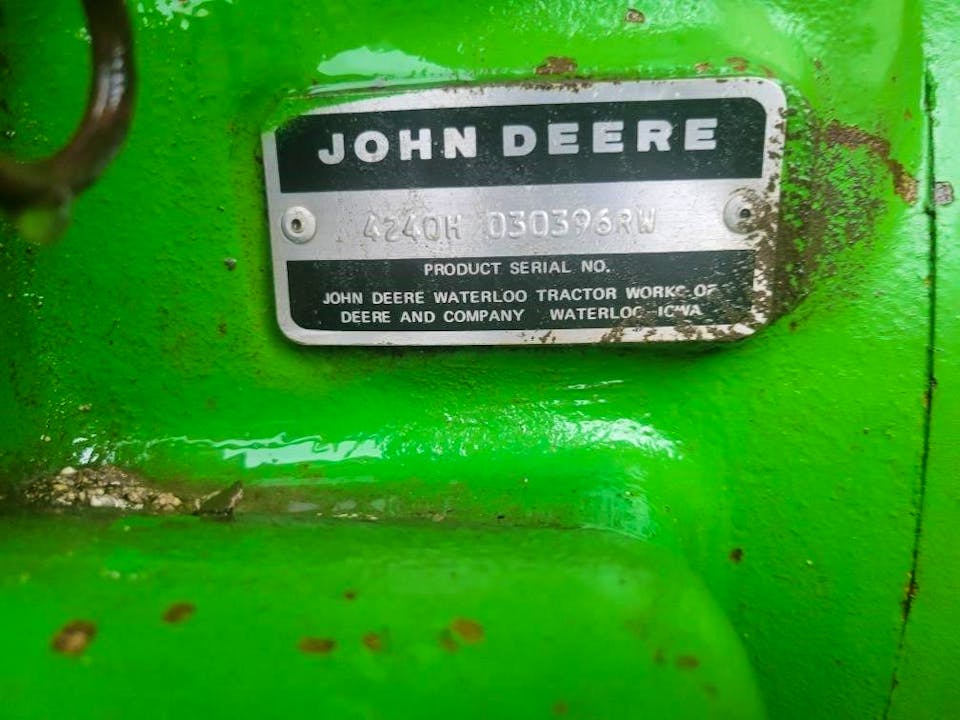 JOHN DEERE
4240H 030396RW
PRODUCT SERIAL NO.
JOHN DEERE WATERLOO TRACTOR WORKS OF
DEERE AND COMPANY WATERLOO IOWA